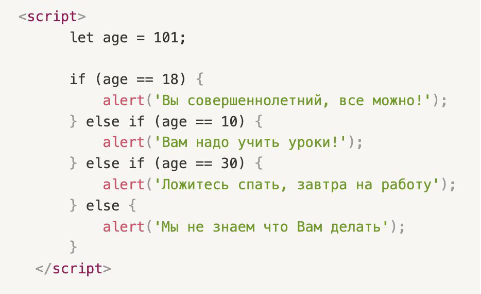 <script>
let age = 101;
if (age == 18) {
alert('Вы совершеннолетний, все можно!');
} else if (age == 10) {
alert('Вам надо учить уроки!');
} else if (age == 30) {
alert('Ложитесь спать, завтра на работу');
} else {
alert('Мы не знаем что Вам делать');
}
</script>